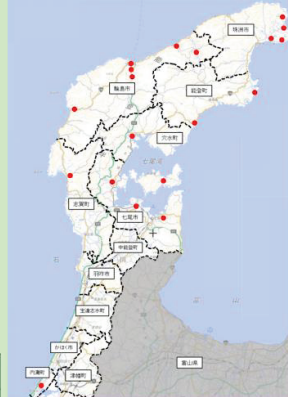 珠洲市
輪島市
能登町
穴水町
七尾湾
志賀町
七尾市
中能登町
羽咋市
宝達志水町
かほく市
富山県
内灘町
津幡町